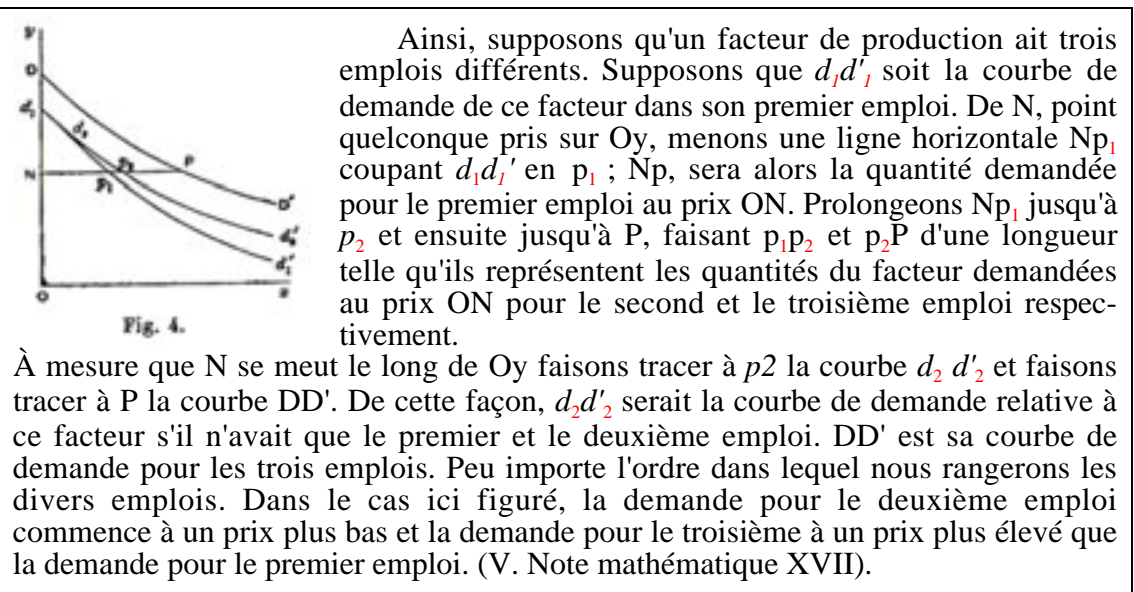 y
D
d₁
d₂
p₂
P
N
p₁
D'
d₂'
d₁'
O
x
Fig. 4.
Ainsi, supposons qu'un facteur de production ait trois
emplois différents. Supposons que d₁d'₁ soit la courbe de
demande de ce facteur dans son premier emploi. De N, point
quelconque pris sur Oy, menons une ligne horizontale Np₁
coupant d₁d₁' en p₁ ; Np, sera alors la quantité demandée
pour le premier emploi au prix ON. Prolongeons Np₁ jusqu'à
p₂ et ensuite jusqu'à P, faisant p₁p₂ et p₂P d'une longueur
telle qu'ils représentent les quantités du facteur demandées
au prix ON pour le second et le troisième emploi respec-
tivement.
À mesure que N se meut le long de Oy faisons tracer à p2 la courbe d₂ d'₂ et faisons
tracer à P la courbe DD'. De cette façon, d₂d'₂ serait la courbe de demande relative à
ce facteur s'il n'avait que le premier et le deuxième emploi. DD' est sa courbe de
demande pour les trois emplois. Peu importe l'ordre dans lequel nous rangerons les
divers emplois. Dans le cas ici figuré, la demande pour le deuxième emploi
commence à un prix plus bas et la demande pour le troisième à un prix plus élevé que
la demande pour le premier emploi. (V. Note mathématique XVII).